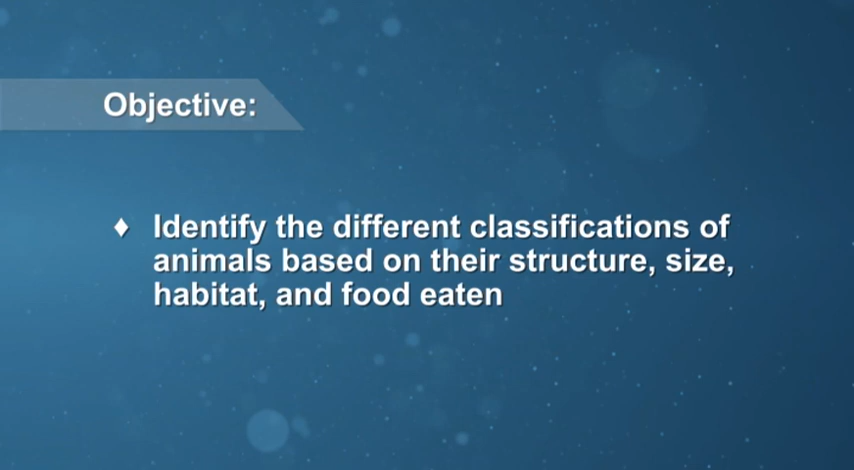 Objective:
♦ Identify the different classifications of
animals based on their structure, size,
habitat, and food eaten